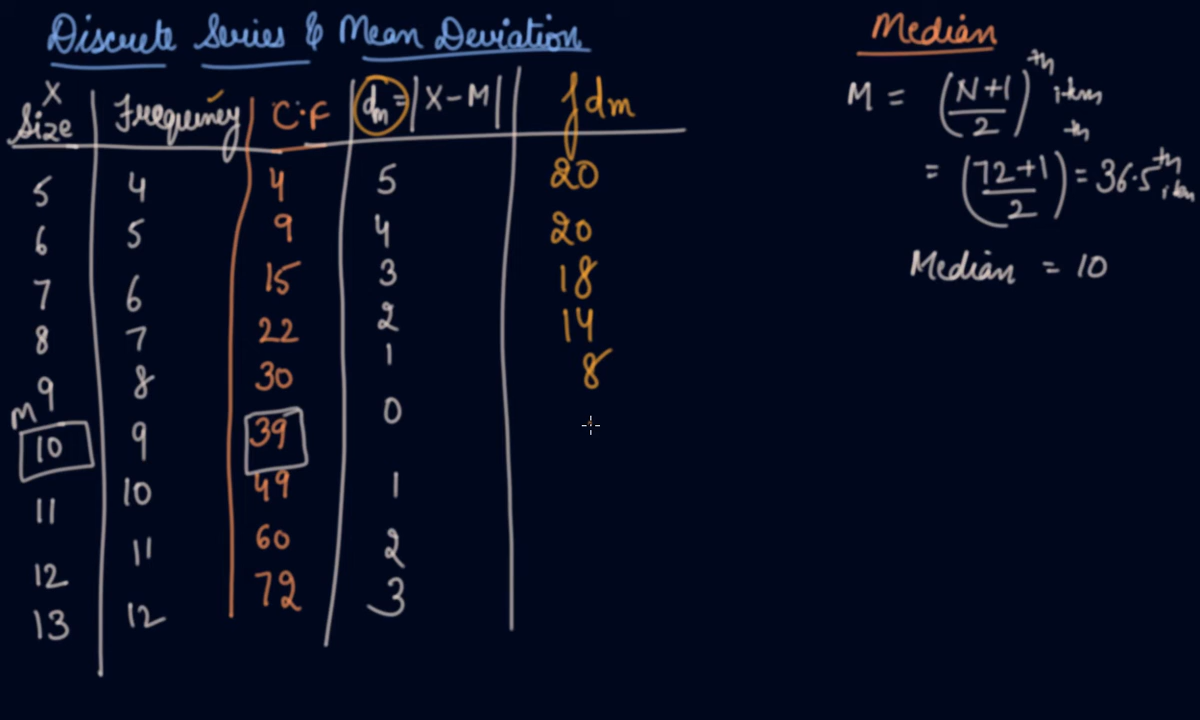 Discrete Series & Mean Deviation
X Size Frequency C.F dm = |X - M| fdm
5 4 4 5 20
6 5 9 4 20
7 6 15 3 18
8 7 22 2 14
9 8 30 1 8
M 10 9 39 0
11 10 49 1
12 11 60 2
13 12 72 3
Median
M = (N+1/2)th item
= (72+1/2)th = 36.5th item
Median = 10